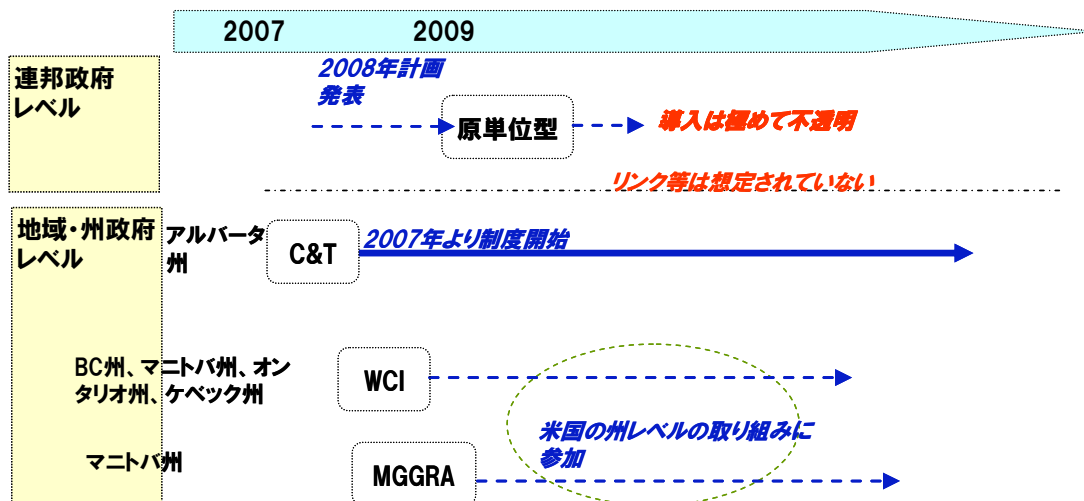 2007 2009
連邦政府
レベル
2008年計画
発表
原単位型
導入は極めて不透明
リンク等は想定されていない
地域・州政府
レベル
アルバータ
州
C&T
2007年より制度開始
BC州、マニトバ州、オン
タリオ州、ケベック州
WCI
米国の州レベルの取り組みに
参加
マニトバ州
MGGRA